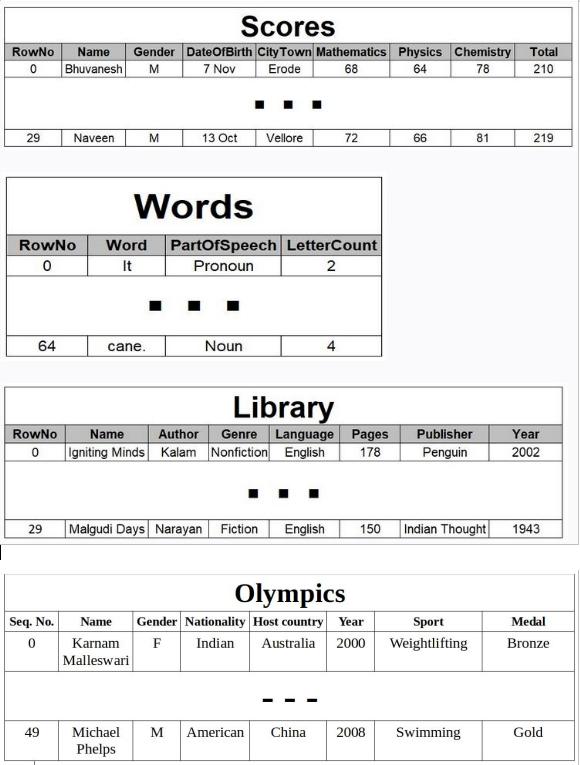 Scores
RowNo Name Gender DateOfBirth CityTown Mathematics Physics Chemistry Total
0 Bhuvanesh M 7 Nov Erode 68 64 78 210
29 Naveen M 13 Oct Vellore 72 66 81 219
Words
RowNo Word PartOfSpeech LetterCount
0 It Pronoun 2
64 cane. Noun 4
Library
RowNo Name Author Genre Language Pages Publisher Year
0 Igniting Minds Kalam Nonfiction English 178 Penguin 2002
29 Malgudi Days Narayan Fiction English 150 Indian Thought 1943
Olympics
Seq. No. Name Gender Nationality Host country Year Sport Medal
0 Karnam F Indian Australia 2000 Weightlifting Bronze
Malleswari
49 Michael M American China 2008 Swimming Gold
Phelps